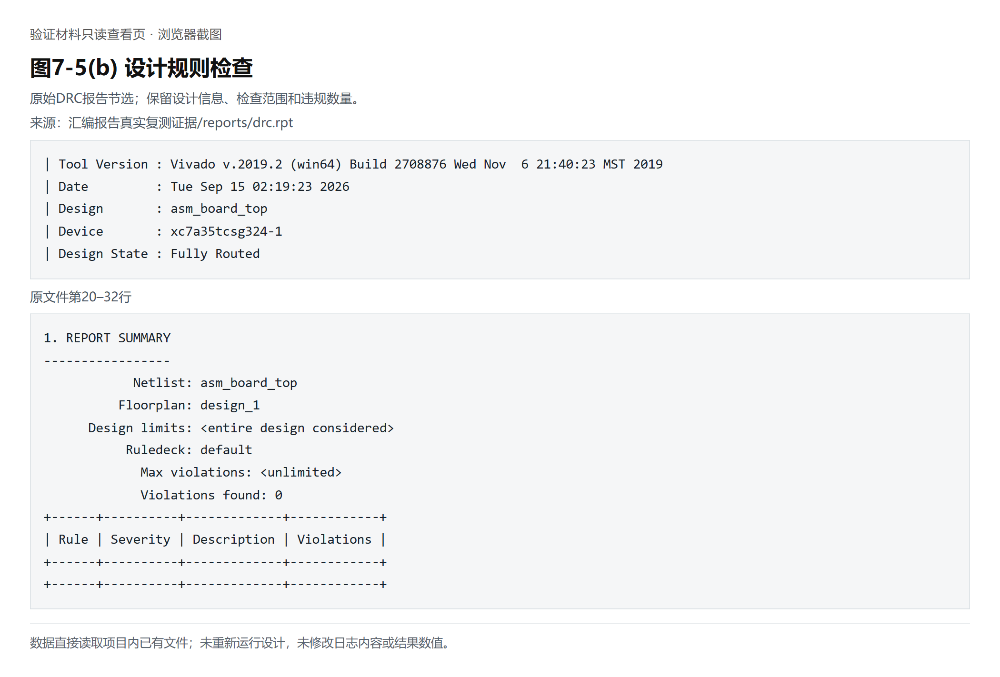 验证材料只读查看页 · 浏览器截图
图7-5(b) 设计规则检查
原始DRC报告节选；保留设计信息、检查范围和违规数量。
来源：汇编报告真实复测证据/reports/drc.rpt
| Tool Version : Vivado v.2019.2 (win64) Build 2708876 Wed Nov  6 21:40:23 MST 2019
| Date         : Tue Sep 15 02:19:23 2026
| Design       : asm_board_top
| Device       : xc7a35tcsg324-1
| Design State : Fully Routed
原文件第20–32行
1. REPORT SUMMARY
-----------------
            Netlist: asm_board_top
          Floorplan: design_1
      Design limits: <entire design considered>
           Ruledeck: default
             Max violations: <unlimited>
             Violations found: 0
+------+----------+-------------+------------+
| Rule | Severity | Description | Violations |
+------+----------+-------------+------------+
+------+----------+-------------+------------+
数据直接读取项目内已有文件；未重新运行设计，未修改日志内容或结果数值。